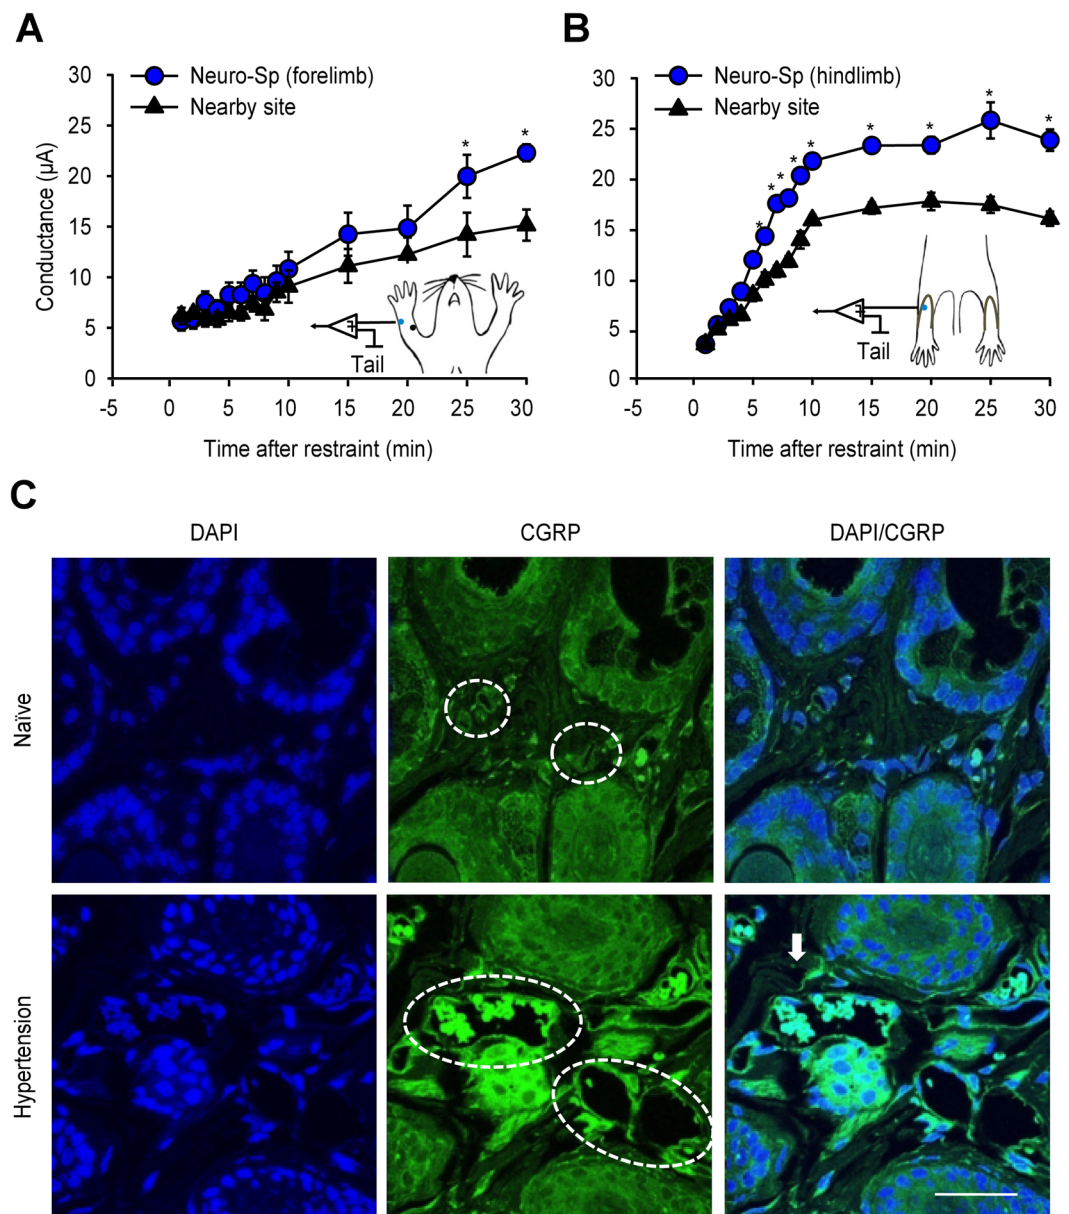 A
Neuro-Sp (forelimb)
Nearby site
30
25
20
15
10
5
0
Conductance (µA)
* *
Tail
-5 0 5 10 15 20 25 30
Time after restraint (min)
B
Neuro-Sp (hindlimb)
Nearby site
30
25
20
15
10
5
0
* * * * * * * * *
Tail
-5 0 5 10 15 20 25 30
Time after restraint (min)
C
DAPI CGRP DAPI/CGRP
Naïve
Hypertension